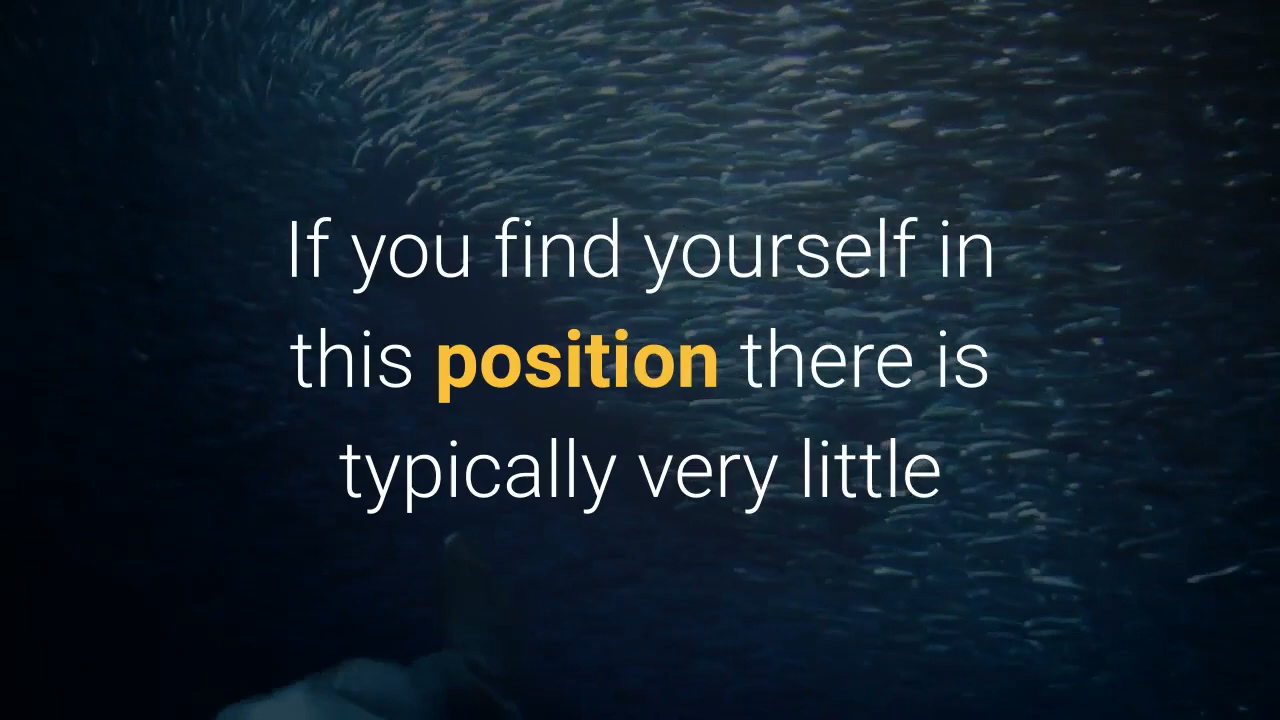 If you find yourself in
this position there is
typically very little